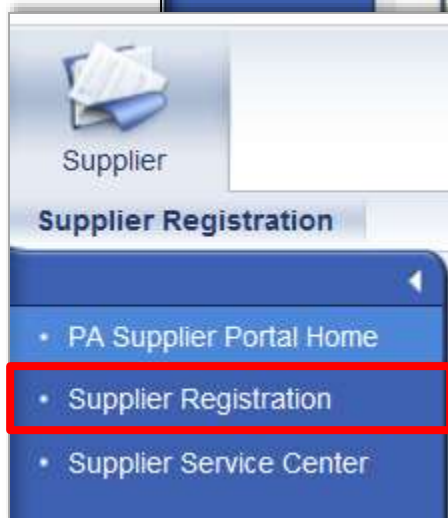 Supplier
Supplier Registration
• PA Supplier Portal Home
• Supplier Registration
• Supplier Service Center